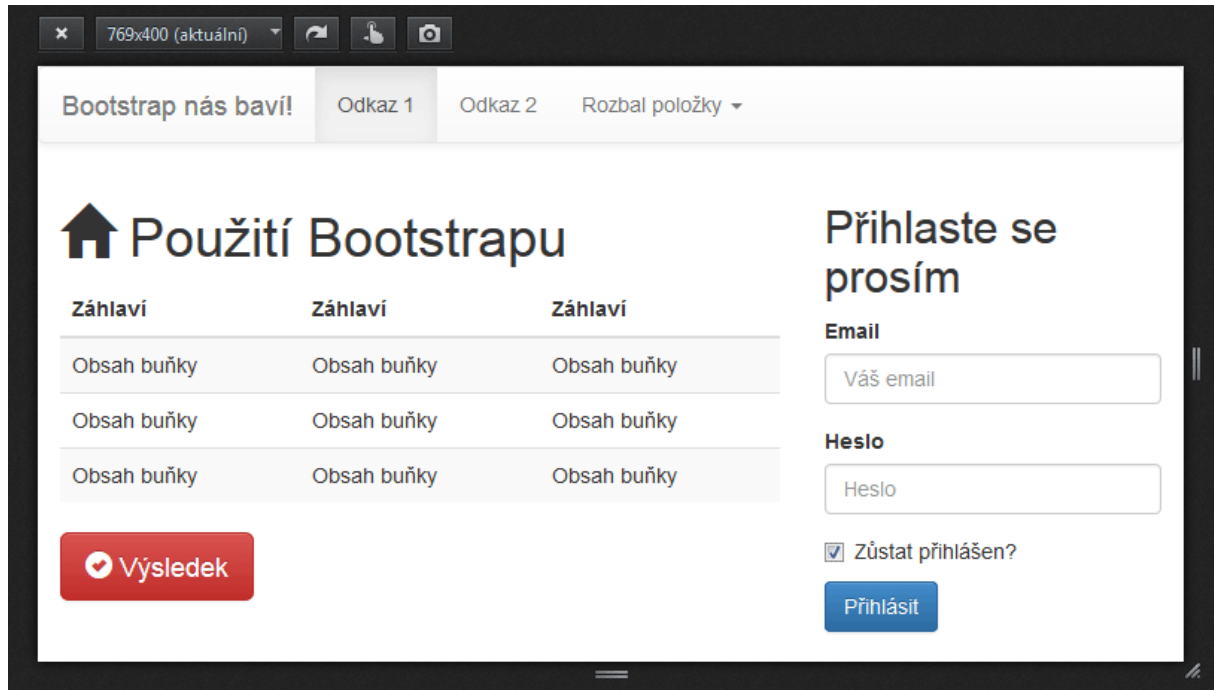 769x400 (aktuální)
Bootstrap nás baví! Odkaz 1 Odkaz 2 Rozbal položky
Použití Bootstrapu
Záhlaví Záhlaví Záhlaví
Obsah buňky Obsah buňky Obsah buňky
Obsah buňky Obsah buňky Obsah buňky
Obsah buňky Obsah buňky Obsah buňky
Výsledek
Přihlaste se
prosím
Email
Váš email
Heslo
Heslo
Zůstat přihlášen?
Přihlásit